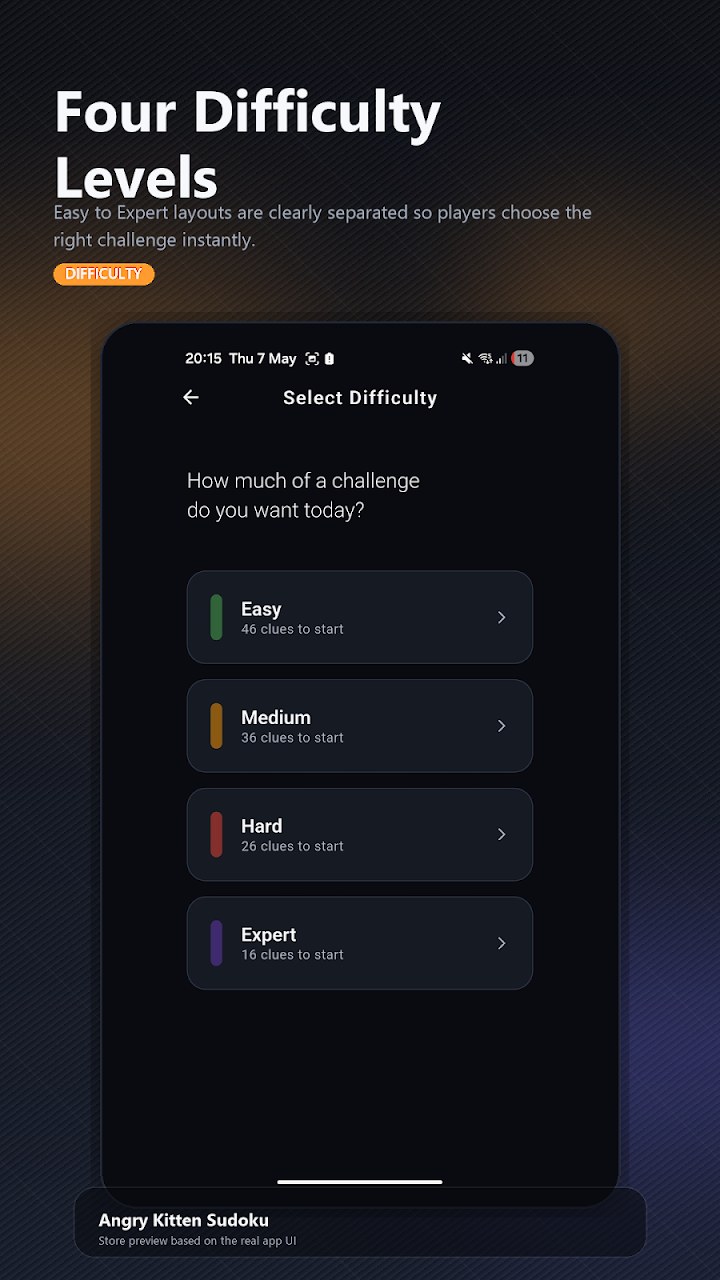 Four Difficulty
Levels
Easy to Expert layouts are clearly separated so players choose the
right challenge instantly.
DIFFICULTY
20:15 Thu 7 May
11
Select Difficulty
How much of a challenge
do you want today?
Easy
46 clues to start
Medium
36 clues to start
Hard
26 clues to start
Expert
16 clues to start
Angry Kitten Sudoku
Store preview based on the real app UI